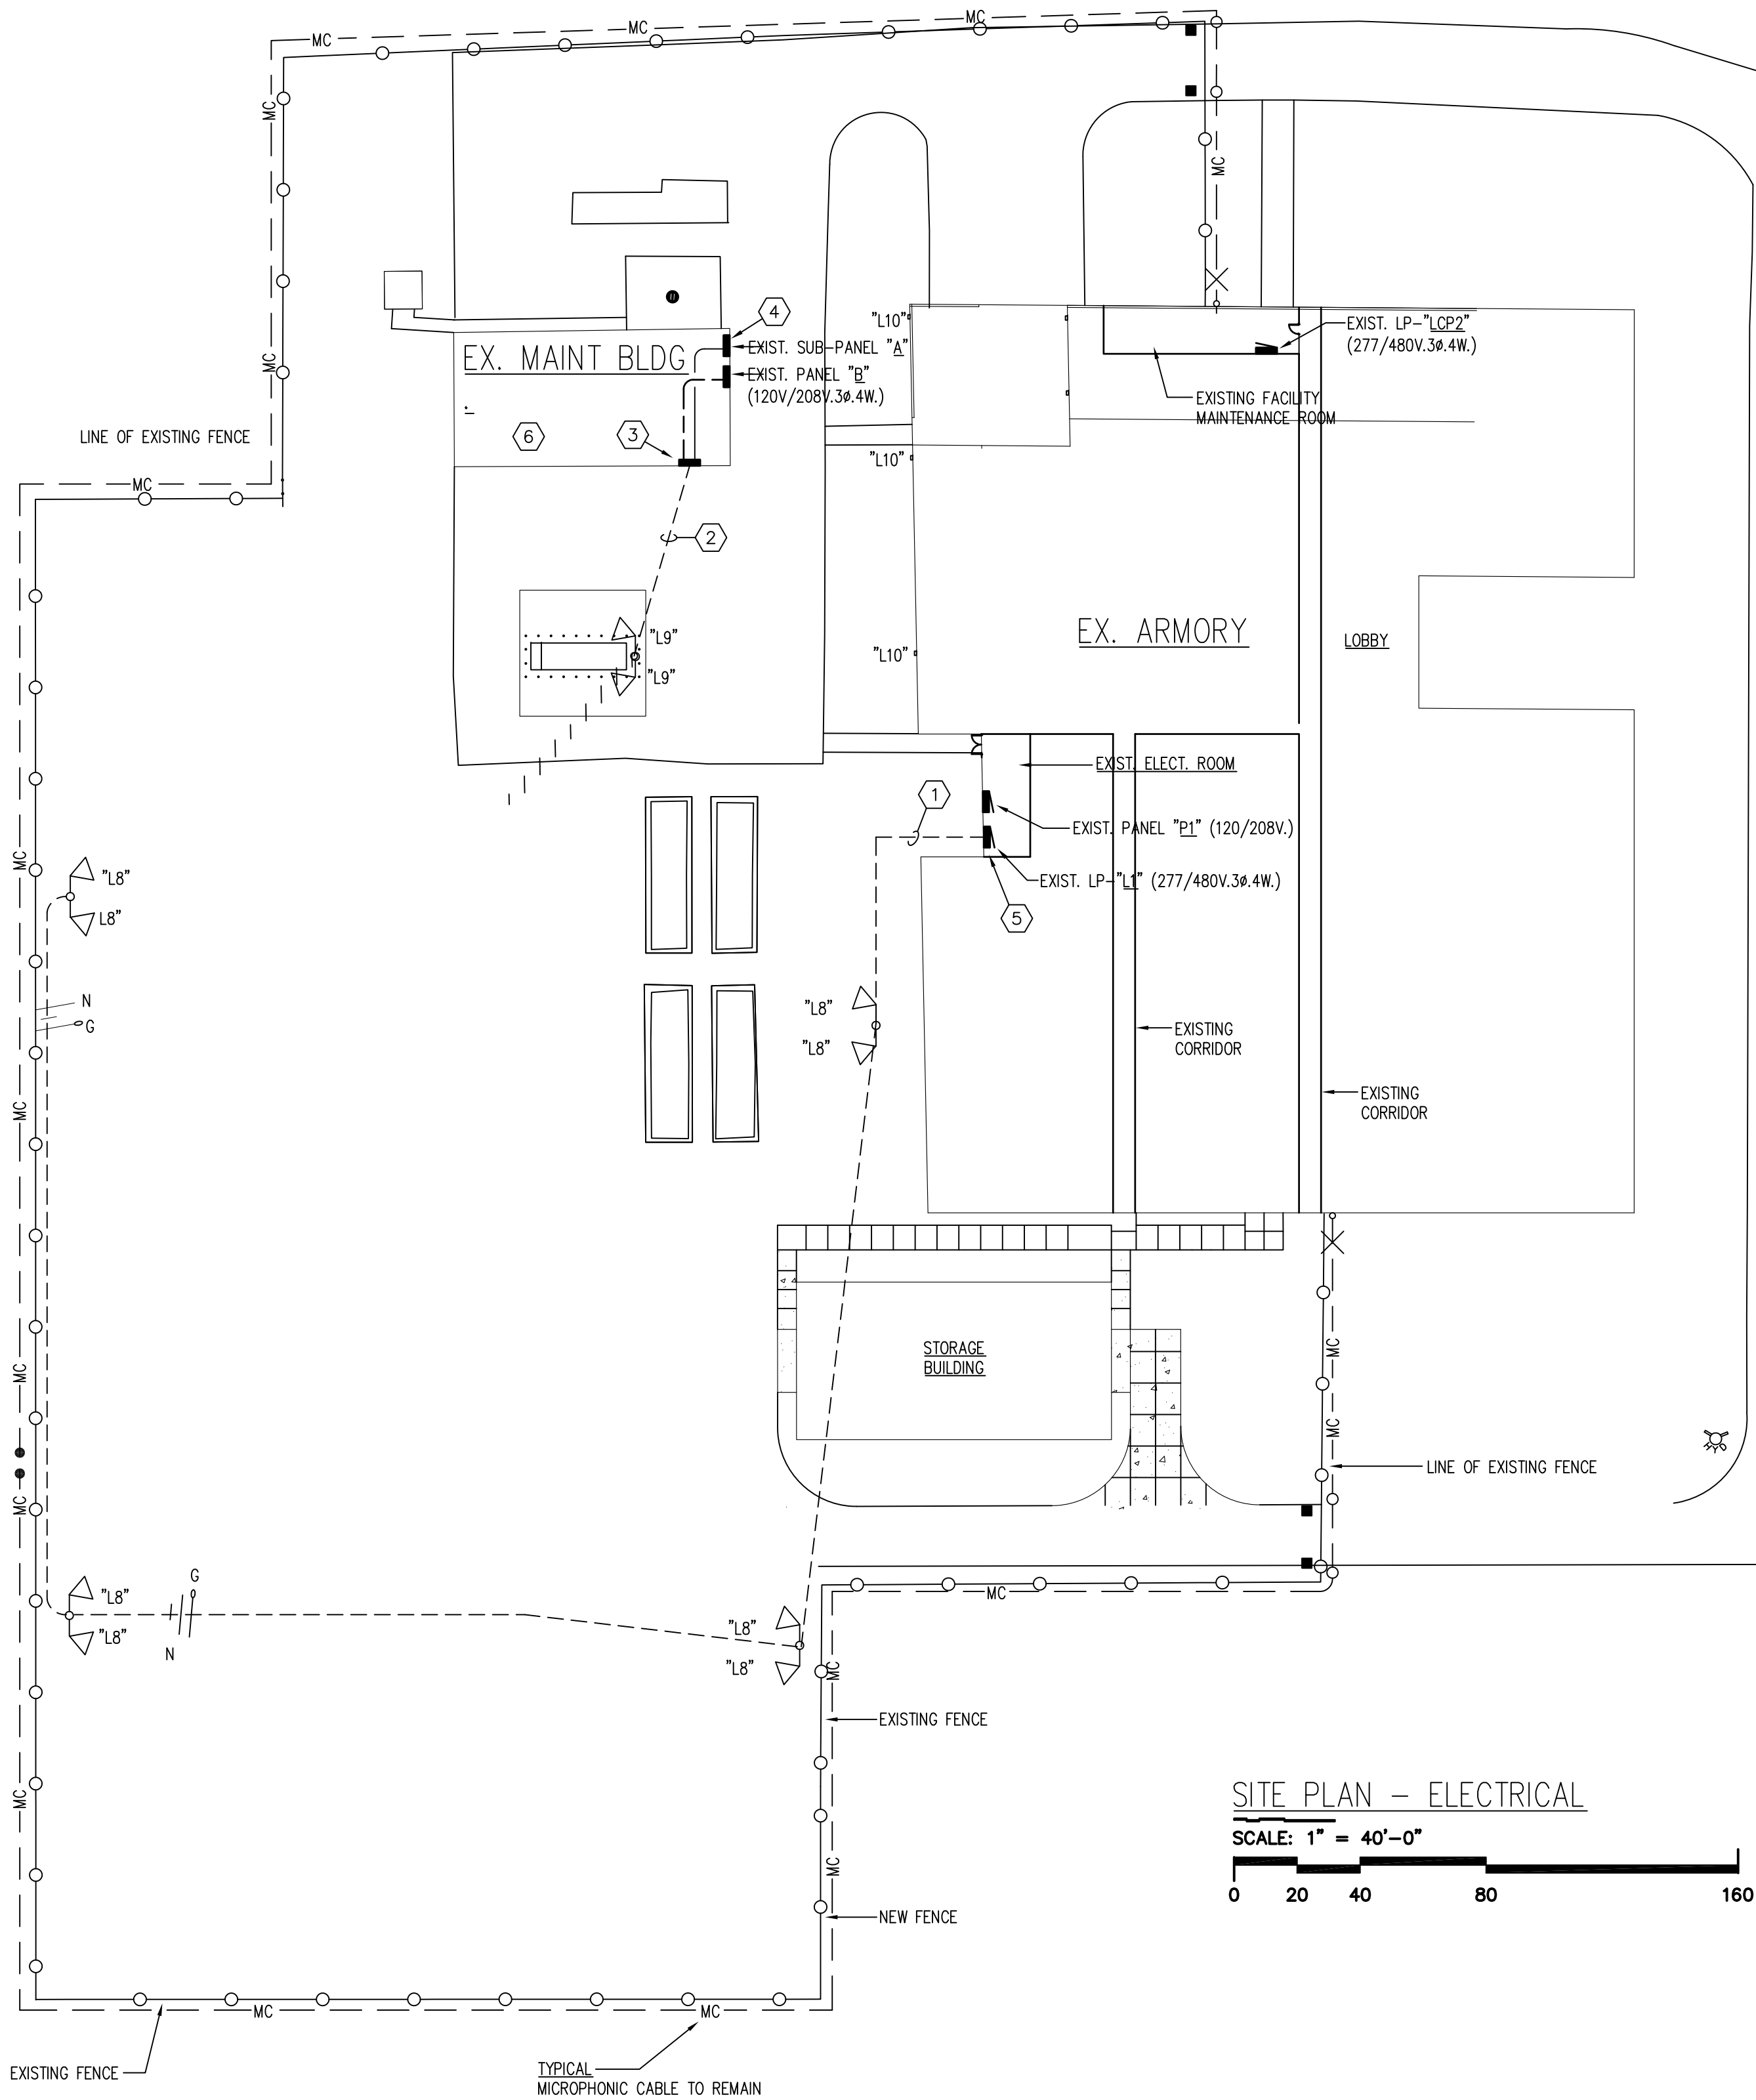 MC
MC
MC
MC
MC
MC
"L10"
4
EXIST. LP-"LCP2"
(277/480V.3ø.4W.)
EX. MAINT BLDG
EXIST. SUB-PANEL "A"
EXIST. PANEL "B"
(120V/208V.3ø.4W.)
EXISTING FACILITY
MAINTENANCE ROOM
LINE OF EXISTING FENCE
6
3
"L10"
MC
2
"L9"
"L9"
"L10"
EX. ARMORY
LOBBY
EXIST. ELECT. ROOM
1
EXIST. PANEL "P1" (120/208V.)
EXIST. LP-"L1" (277/480V.3ø.4W.)
5
MC
"L8"
L8"
N
G
"L8"
"L8"
EXISTING
CORRIDOR
EXISTING
CORRIDOR
MC
STORAGE
BUILDING
MC
MC
MC
LINE OF EXISTING FENCE
MC
HYD
G
"L8"
"L8"
N
"L8"
"L8"
MC
MC
EXISTING FENCE
MC
MC
NEW FENCE
SITE PLAN - ELECTRICAL
SCALE: 1" = 40'-0"
0 20 40 80 160
MC
MC
EXISTING FENCE
TYPICAL
MICROPHONIC CABLE TO REMAIN